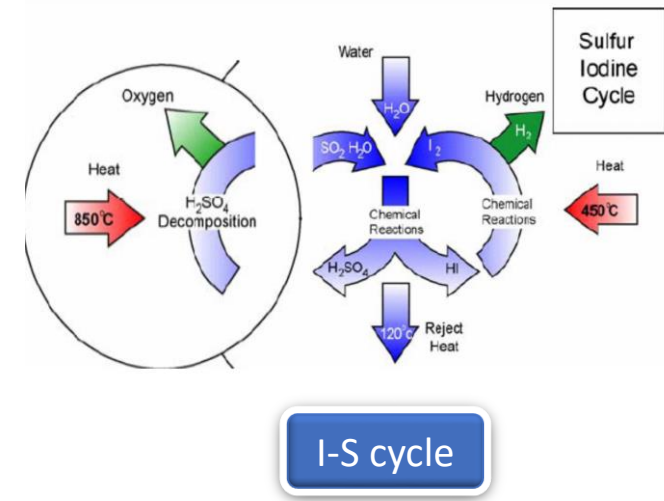 Sulfur
Iodine
Cycle
Water
H₂O
Oxygen
Hydrogen
H₂
SO₂ H₂O
I₂
Heat
850°C
H₂SO₄
Decomposition
Chemical
Reactions
Chemical
Reactions
Heat
450°C
H₂SO₄
HI
120°c
Reject
Heat
I-S cycle